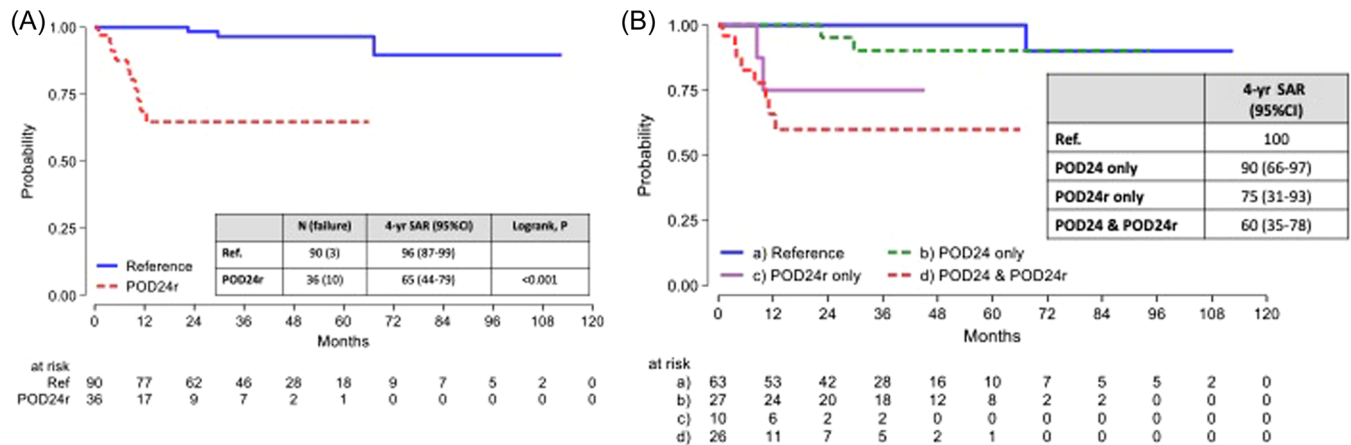 (A)
1.00
0.75
0.50
0.25
0.00
Probability
N (failure) 4-yr SAR (95%CI) Logrank, P
Ref. 90 (3) 96 (87-99)
POD24r 36 (10) 65 (44-79) <0.001
Reference
POD24r
0 12 24 36 48 60 72 84 96 108 120
Months
at risk
Ref 90 77 62 46 28 18 9 7 5 2 0
POD24r 36 17 9 7 2 1 0 0 0 0 0
(B)
1.00
0.75
0.50
0.25
0.00
Probability
4-yr SAR
(95%CI)
Ref. 100
POD24 only 90 (66-97)
POD24r only 75 (31-93)
POD24 & POD24r 60 (35-78)
a) Reference b) POD24 only
c) POD24r only d) POD24 & POD24r
0 12 24 36 48 60 72 84 96 108 120
Months
at risk
a) 63 53 42 28 16 10 7 5 5 2 0
b) 27 24 20 18 12 8 2 2 0 0 0
c) 10 6 2 2 0 0 0 0 0 0 0
d) 26 11 7 5 2 1 0 0 0 0 0